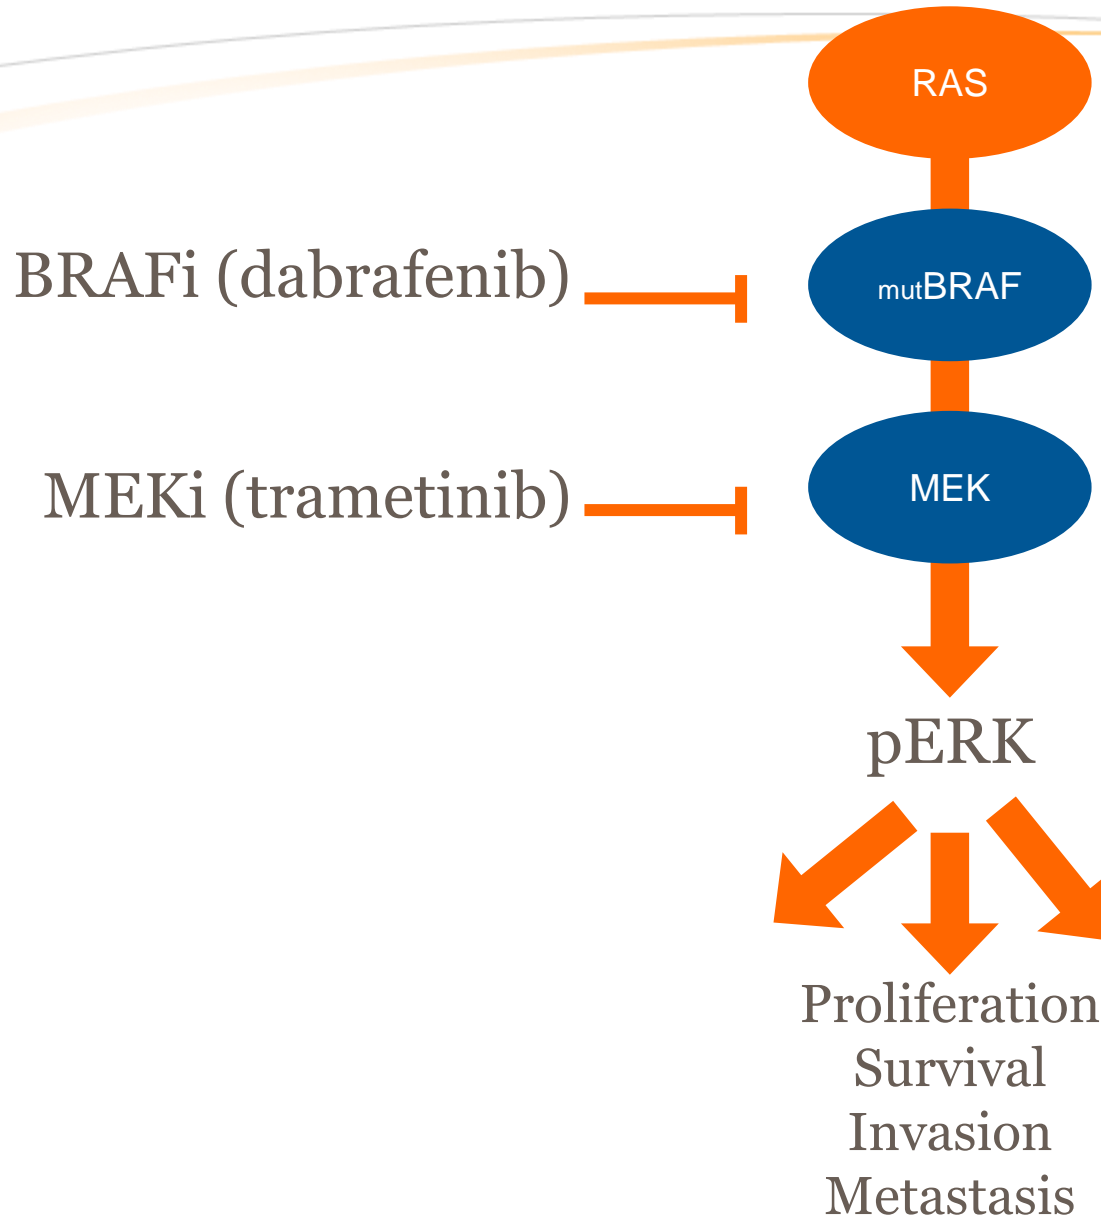 RAS
BRAFi (dabrafenib)
mutBRAF
MEKi (trametinib)
MEK
pERK
Proliferation
Survival
Invasion
Metastasis